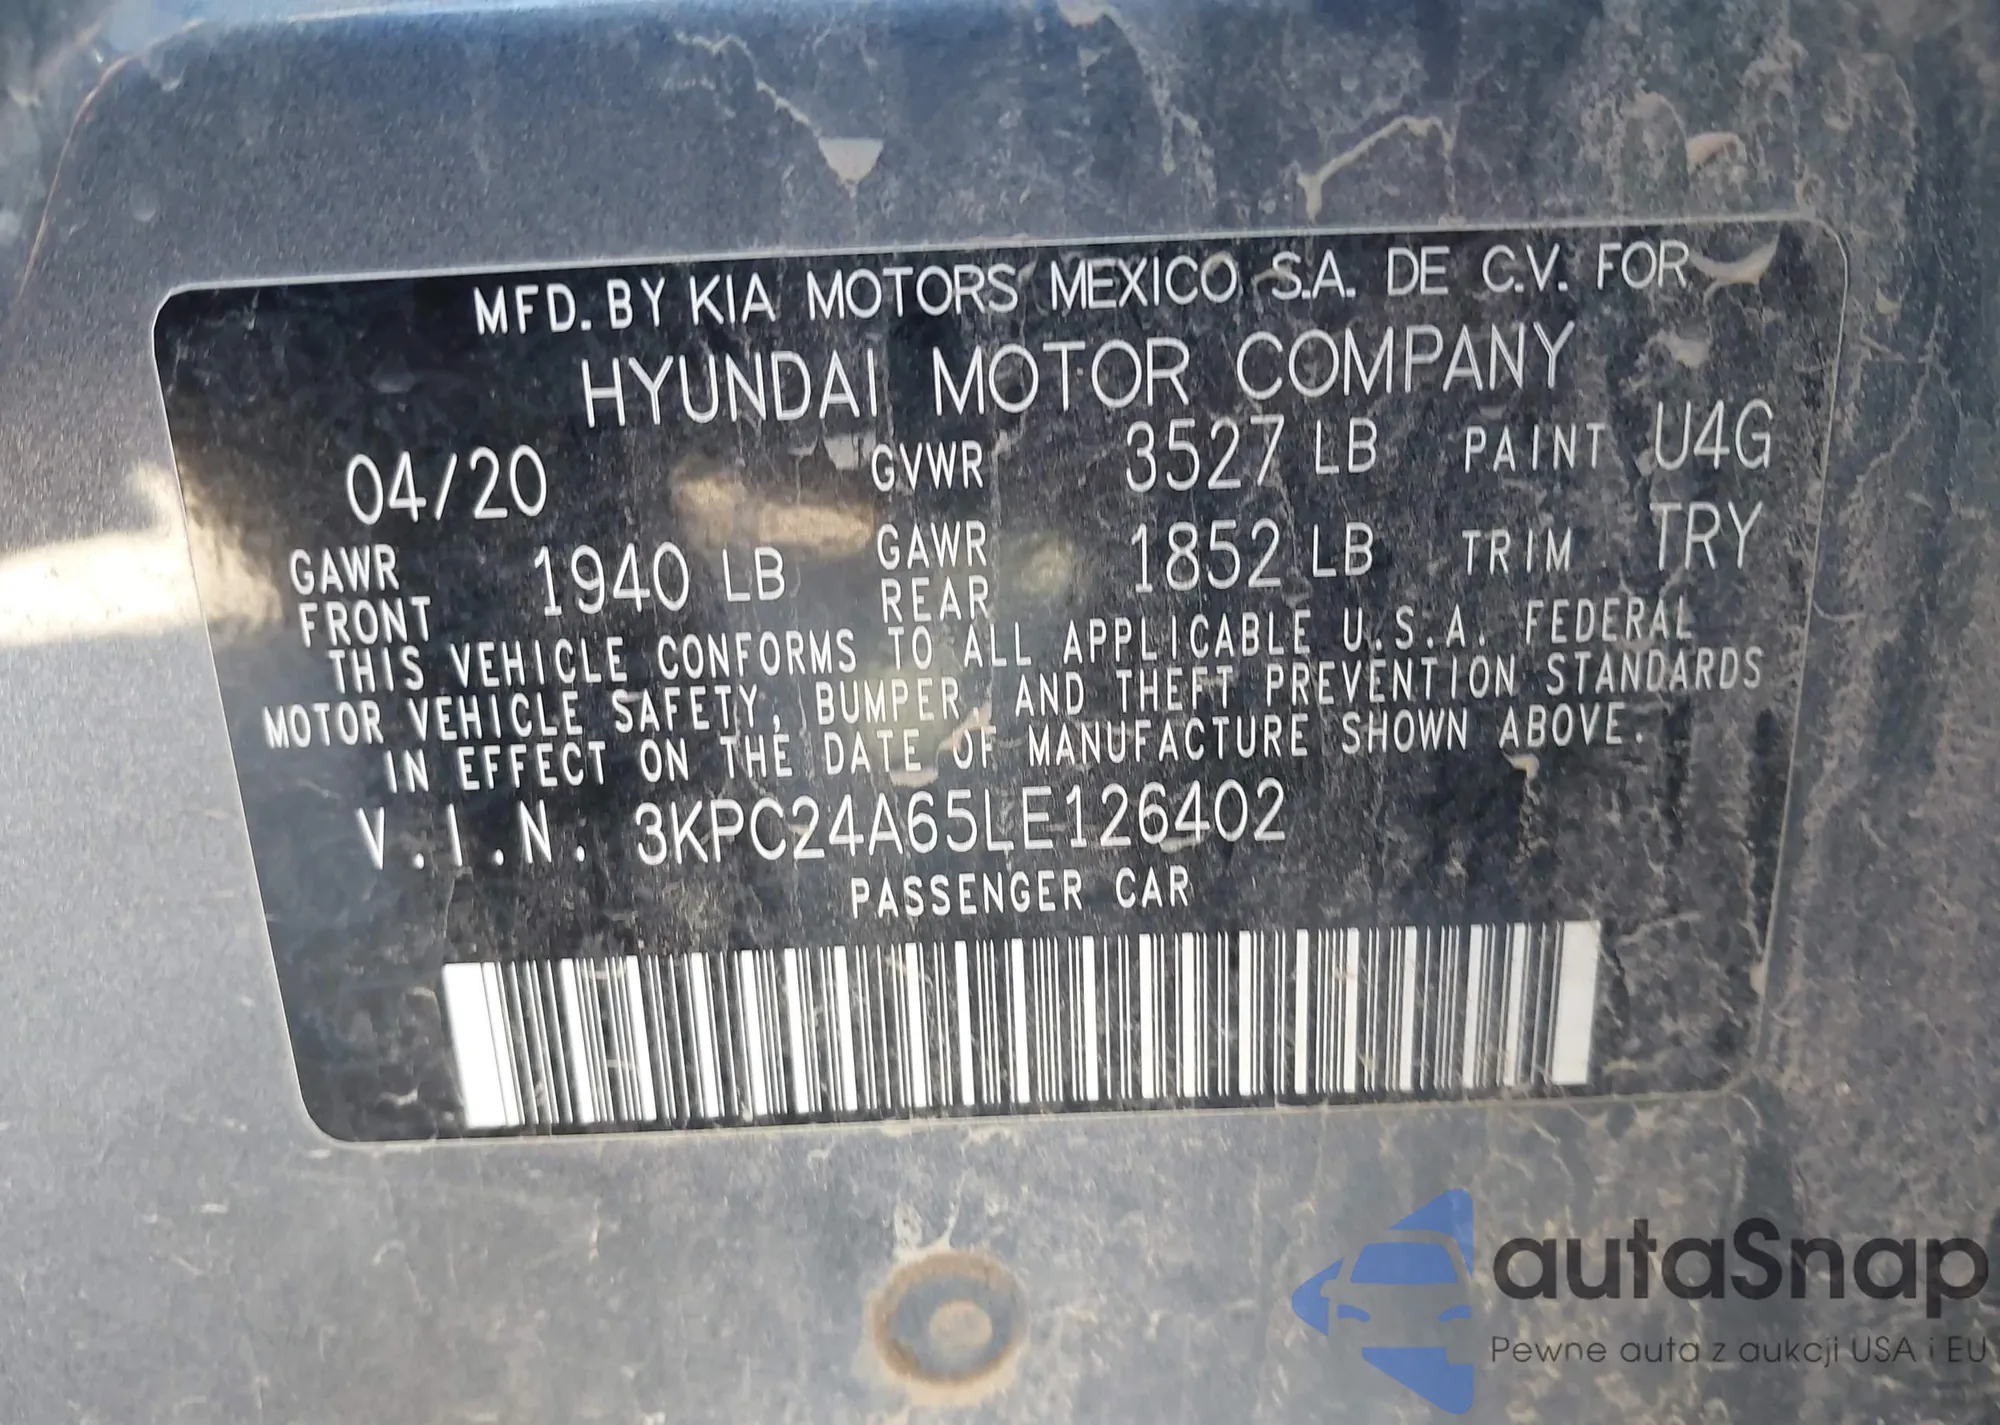 MFD. BY KIA MOTORS MEXICO S.A. DE C.V. FOR
HYUNDAI MOTOR COMPANY
04/20 GVWR 3527 LB PAINT U4G
GAWR FRONT 1940 LB GAWR REAR 1852 LB TRIM TRY
THIS VEHICLE CONFORMS TO ALL APPLICABLE U.S.A. FEDERAL
MOTOR VEHICLE SAFETY, BUMPER, AND THEFT PREVENTION STANDARDS
IN EFFECT ON THE DATE OF MANUFACTURE SHOWN ABOVE.
V.I.N. 3KPC24A65LE126402
PASSENGER CAR
autaSnap
Pewne auta z aukcji USA i EU